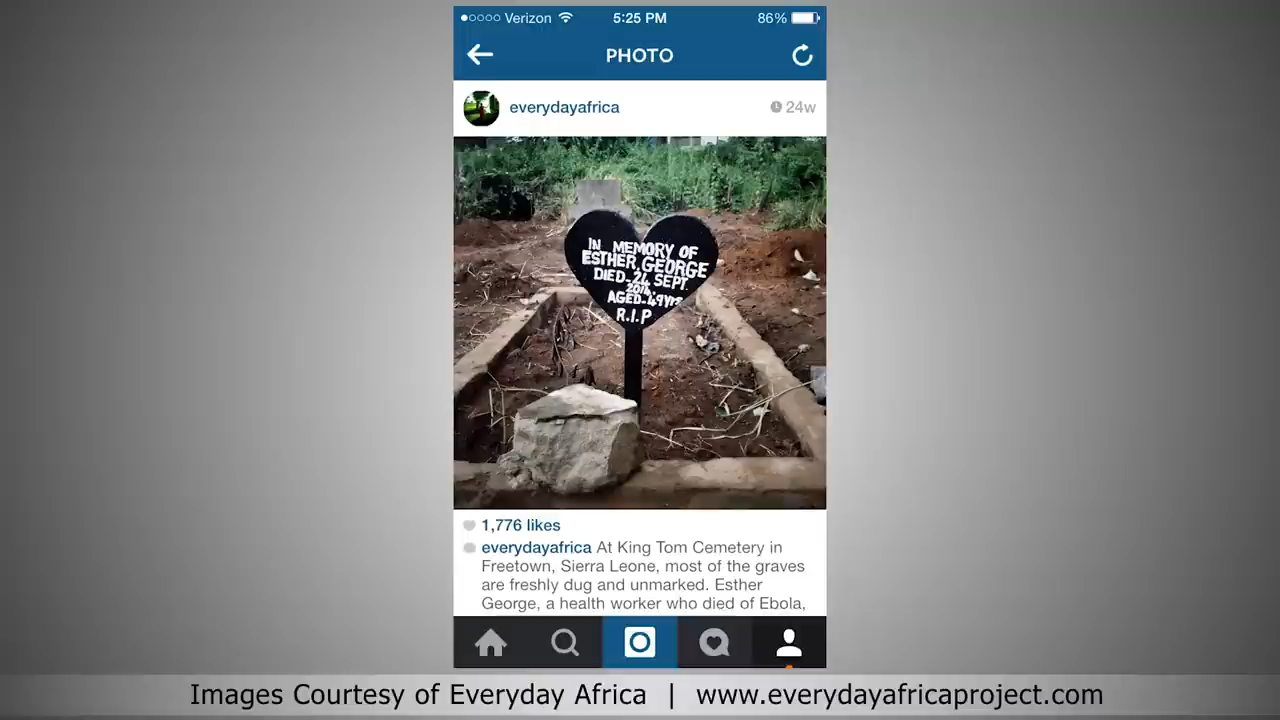 Verizon 5:25 PM 86%
PHOTO
everydayafrica 24w
IN MEMORY OF
ESTHER GEORGE
DIED-24 SEPT.
2014.
AGED-49yrs
R.I.P
1,776 likes
everydayafrica At King Tom Cemetery in
Freetown, Sierra Leone, most of the graves
are freshly dug and unmarked. Esther
George, a health worker who died of Ebola,
Images Courtesy of Everyday Africa | www.everydayafricaproject.com